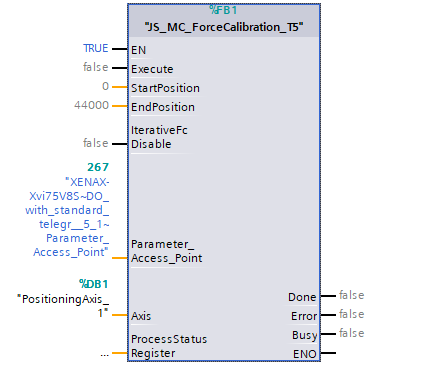 %FB1
"JS_MC_ForceCalibration_T5"
TRUE EN
false Execute
0 StartPosition
44000 EndPosition
IterativeFc
false Disable
267
"XENAX-
Xvi75V8S~DO_
with_standard_
telegr__5_1~
Parameter_
Access_Point"
Parameter_
Access_Point
%DB1
"PositioningAxis_
1" Axis
Done false
Error false
ProcessStatus Busy false
... Register ENO